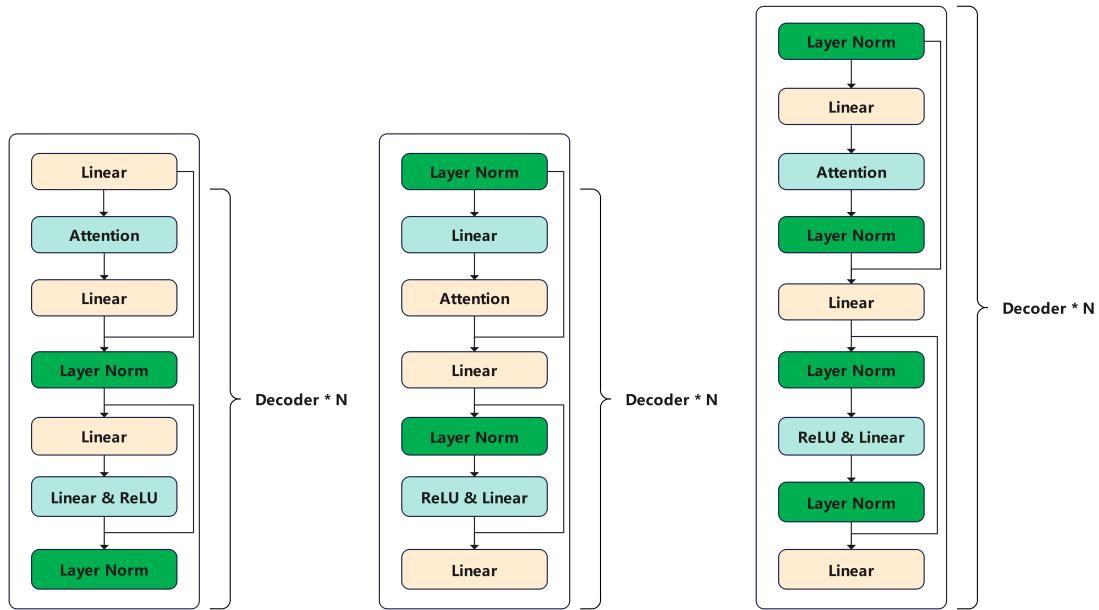 Linear
Attention
Linear
Layer Norm
Linear
Linear & ReLU
Layer Norm
Decoder * N
Layer Norm
Linear
Attention
Linear
Layer Norm
ReLU & Linear
Linear
Decoder * N
Layer Norm
Linear
Attention
Layer Norm
Linear
Layer Norm
ReLU & Linear
Layer Norm
Linear
Decoder * N